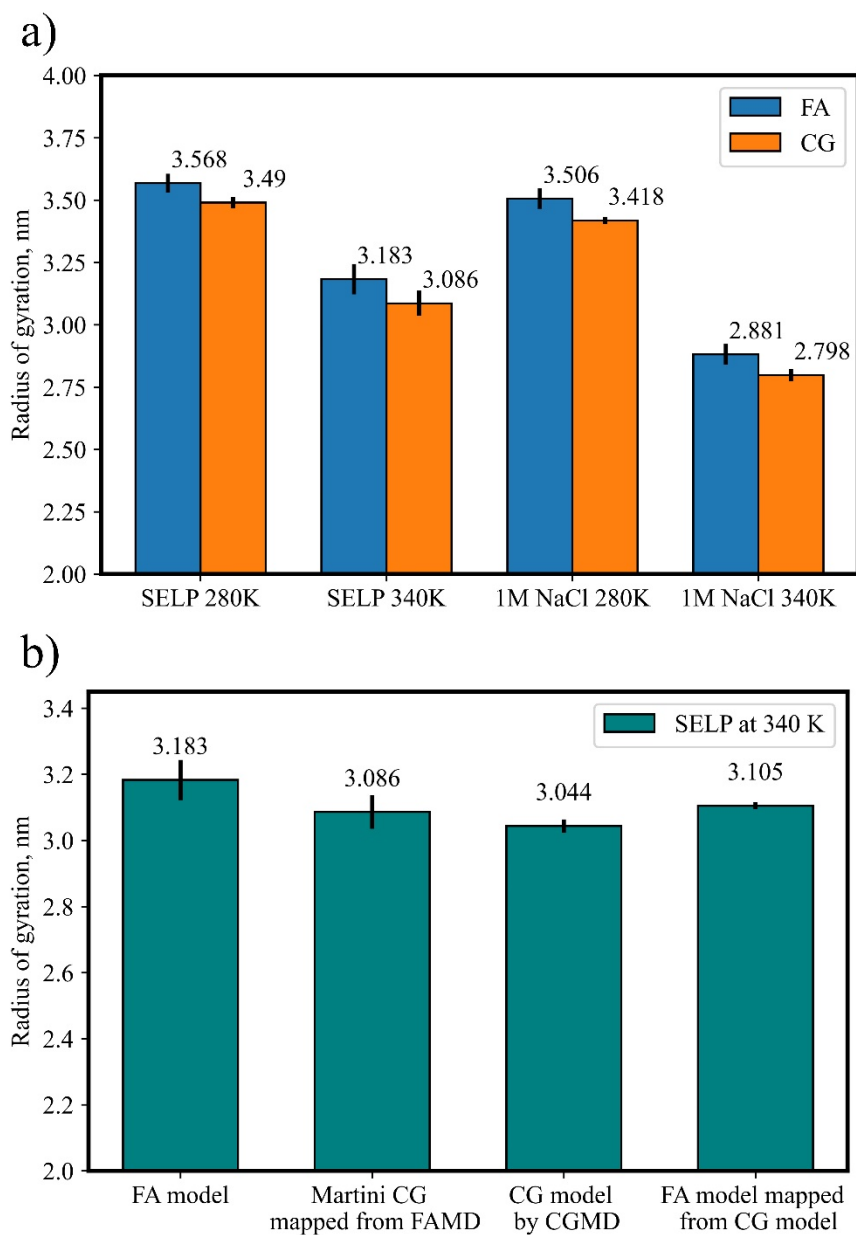 a)
4.00
3.75
3.50
3.25
3.00
2.75
2.50
2.25
2.00
Radius of gyration, nm
FA
CG
3.568
3.49
3.183
3.086
3.506
3.418
2.881
2.798
SELP 280K
SELP 340K
1M NaCl 280K
1M NaCl 340K
b)
3.4
3.2
3.0
2.8
2.6
2.4
2.2
2.0
Radius of gyration, nm
SELP at 340 K
3.183
3.086
3.044
3.105
FA model
Martini CG
mapped from FAMD
CG model
by CGMD
FA model mapped
from CG model